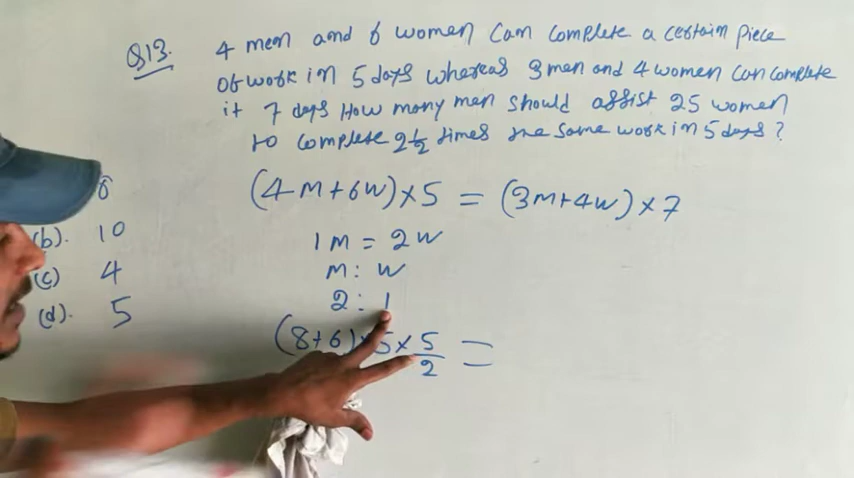 Q13. 4 men and 6 women can complete a certain piece
of work in 5 days whereas 3 men and 4 women can complete
it 7 days How many men should assist 25 women
to complete 2½ times the same work in 5 days ?
(4M+6W)×5 = (3M+4W)×7
1M = 2W
M : W
2 : 1
(8+6)×5×5/2 =
(b). 10
(c) 4
(d). 5